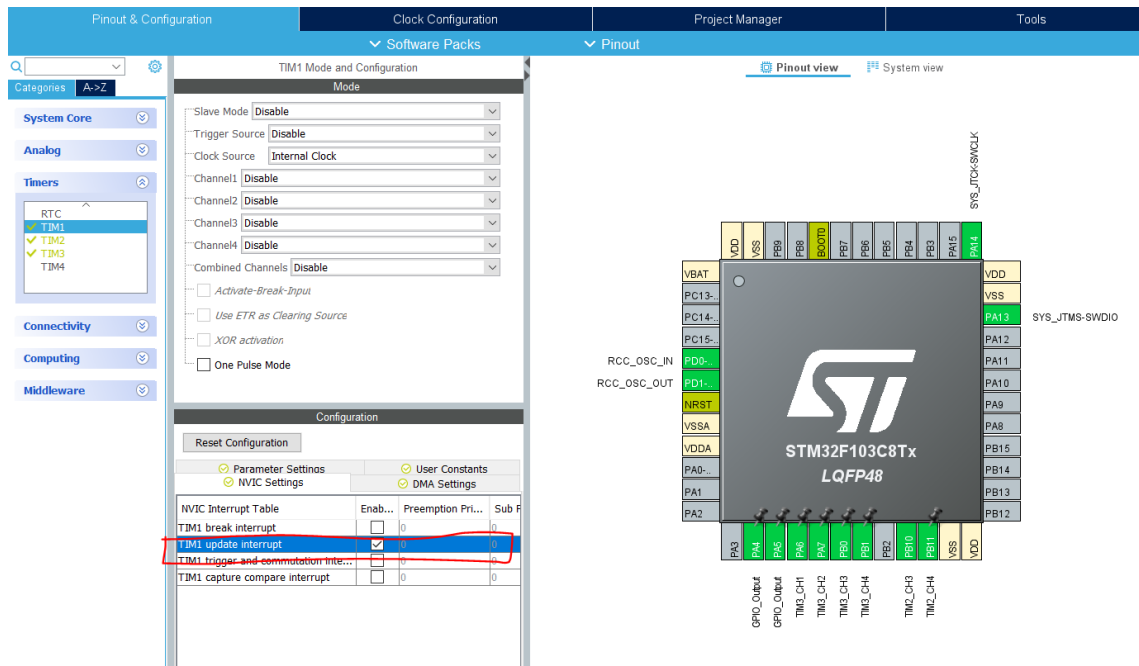 Pinout & Configuration Clock Configuration Project Manager Tools
Software Packs Pinout
Categories A->Z
System Core
Analog
Timers
RTC
TIM1
TIM2
TIM3
TIM4
Connectivity
Computing
Middleware
TIM1 Mode and Configuration
Mode
Slave Mode Disable
Trigger Source Disable
Clock Source Internal Clock
Channel1 Disable
Channel2 Disable
Channel3 Disable
Channel4 Disable
Combined Channels Disable
Activate-Break-Input
Use ETR as Clearing Source
XOR activation
One Pulse Mode
Configuration
Reset Configuration
Parameter Settings User Constants
NVIC Settings DMA Settings
NVIC Interrupt Table Enab... Preemption Pri... Sub P
TIM1 break interrupt 0 0
TIM1 update interrupt 0 0
TIM1 trigger and commutation inte... 0 0
TIM1 capture compare interrupt 0 0
Pinout view System view
SYS_JTCK-SWCLK
VDD VSS PB9 PB8 BOOT0 PB7 PB6 PB5 PB4 PB3 PA15 PA14
VBAT
PC13-..
PC14-..
PC15-..
RCC_OSC_IN PD0-..
RCC_OSC_OUT PD1-..
NRST
VSSA
VDDA
PA0-..
PA1
PA2
STM32F103C8Tx
LQFP48
VDD
VSS
PA13 SYS_JTMS-SWDIO
PA12
PA11
PA10
PA9
PA8
PB15
PB14
PB13
PB12
PA3 PA4 PA5 PA6 PA7 PB0 PB1 PB2 PB10 PB11 VSS VDD
GPIO_Output GPIO_Output TIM3_CH1 TIM3_CH2 TIM3_CH3 TIM3_CH4 TIM2_CH3 TIM2_CH4